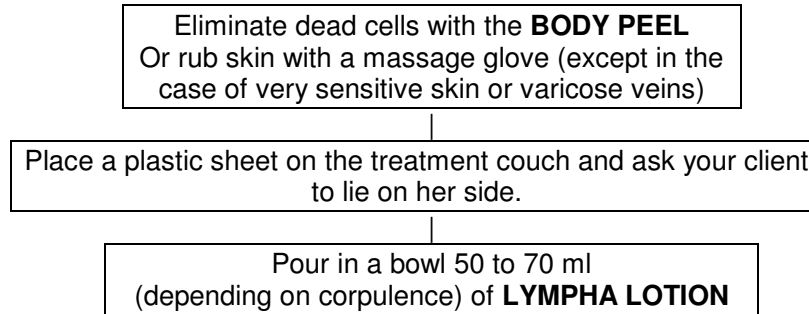 Eliminate dead cells with the BODY PEEL
Or rub skin with a massage glove (except in the
case of very sensitive skin or varicose veins)
Place a plastic sheet on the treatment couch and ask your client
to lie on her side.
Pour in a bowl 50 to 70 ml
(depending on corpulence) of LYMPHA LOTION